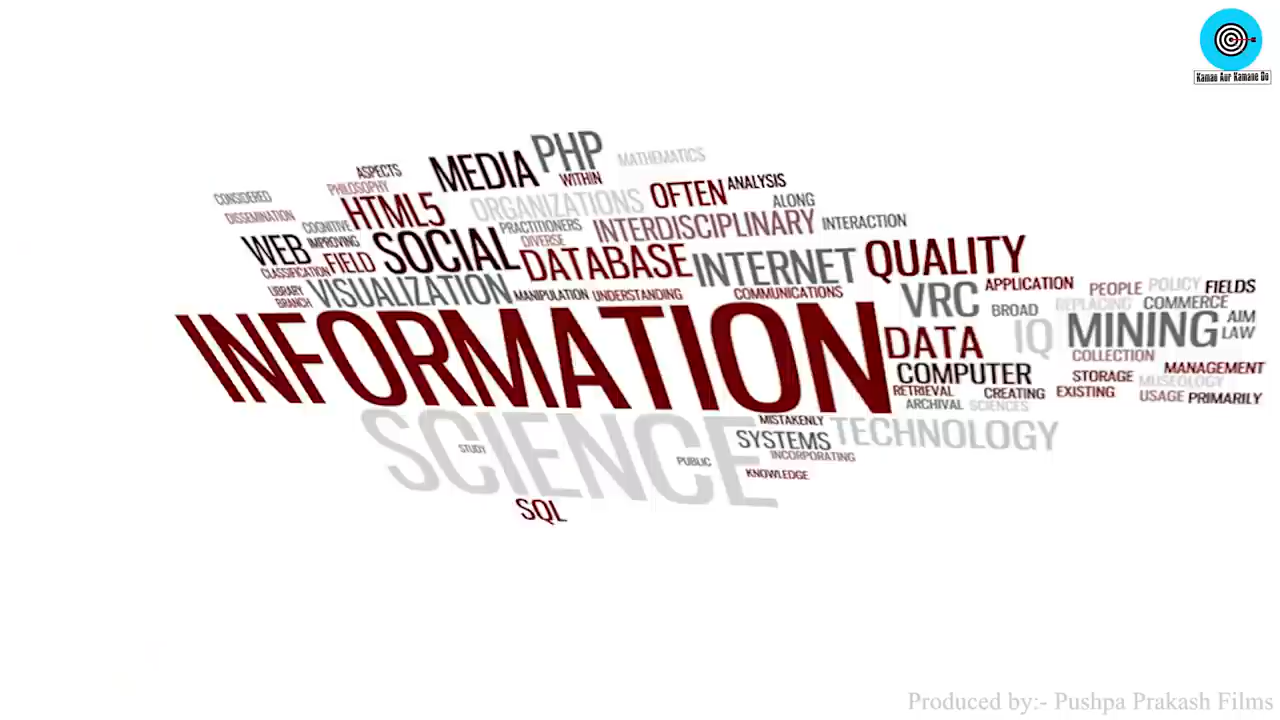 Kamao Aur Kamane Do
PHP
MEDIA
MATHEMATICS
ASPECTS
WITHIN
PHILOSOPHY
OFTEN
ANALYSIS
CONSIDERED
HTML5
ORGANIZATIONS
ALONG
DISSEMINATION
COGNITIVE
PRACTITIONERS
INTERDISCIPLINARY
INTERACTION
WEB
IMPROVING
SOCIAL
DIVERSE
DATABASE
INTERNET
QUALITY
CLASSIFICATION
FIELD
LIBRARY
BRANCH
VISUALIZATION
MANIPULATION
UNDERSTANDING
COMMUNICATIONS
VRC
APPLICATION
PEOPLE
POLICY
FIELDS
BROAD
REPLACING
COMMERCE
INFORMATION
DATA
IQ
MINING
AIM
LAW
COLLECTION
COMPUTER
STORAGE
MUSEOLOGY
MANAGEMENT
RETRIEVAL
CREATING
EXISTING
USAGE
PRIMARILY
ARCHIVAL
SCIENCES
SCIENCE
MISTAKENLY
SYSTEMS
TECHNOLOGY
STUDY
PUBLIC
INCORPORATING
KNOWLEDGE
SQL
Produced by:- Pushpa Prakash Films